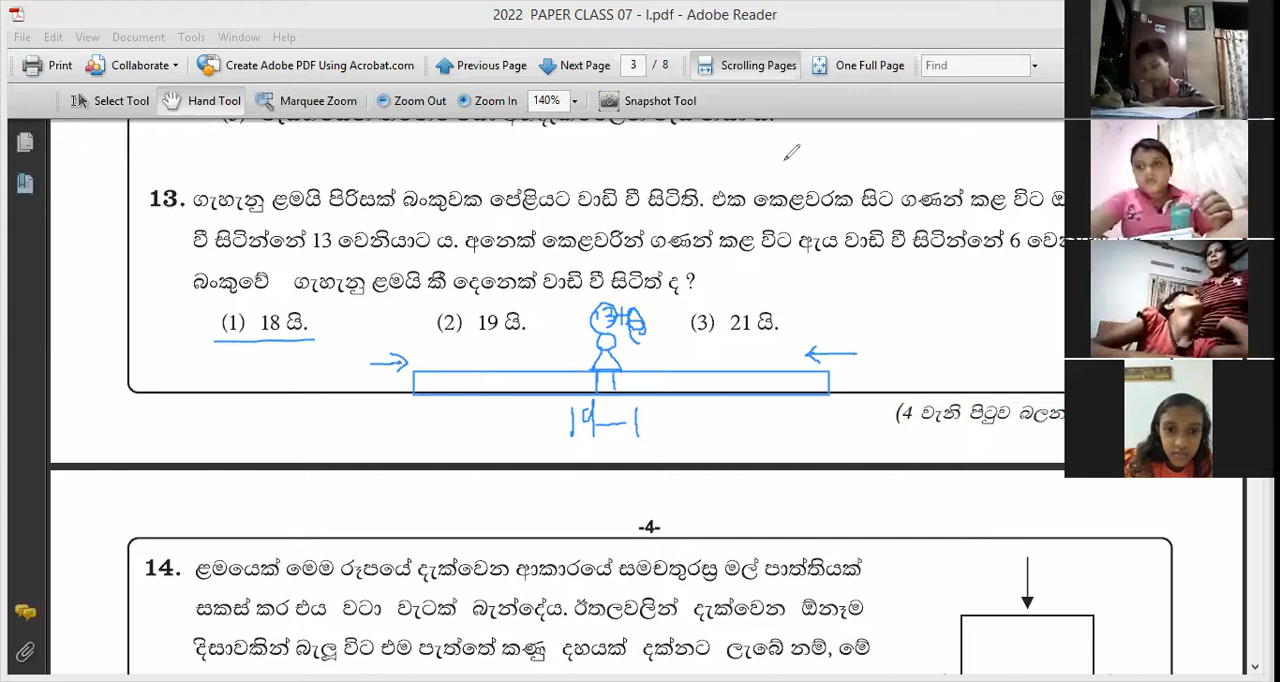 2022 PAPER CLASS 07 - I.pdf - Adobe Reader
File Edit View Document Tools Window Help
Print Collaborate Create Adobe PDF Using Acrobat.com Previous Page Next Page 3 / 8 Scrolling Pages One Full Page Find
Select Tool Hand Tool Marquee Zoom Zoom Out Zoom In 140% Snapshot Tool
13. ගැහැනු ළමයි පිරිසක් බංකුවක පේළියට වාඩි වී සිටිති. එක කෙළවරක සිට ගණන් කළ විට
වී සිටින්නේ 13 වෙනියාට ය. අනෙක් කෙළවරින් ගණන් කළ විට ඇය වාඩි වී සිටින්නේ 6
බංකුවේ ගැහැනු ළමයි කී දෙනෙක් වාඩි වී සිටිත් ද ?
(1) 18 යි. (2) 19 යි. (3) 21 යි.
13+6
19-1
(4 වැනි පිටුව බලන
-4-
14. ළමයෙක් මෙම රූපයේ දැක්වෙන ආකාරයේ සමචතුරස්‍ර මල් පාත්තියක්
සකස් කර එය වටා වැටක් බැන්දේය. ඊතලවලින් දැක්වෙන ඕනෑම
දිසාවකින් බැලූ විට එම පැත්තේ කණු දහයක් දක්නට ලැබේ නම්, මේ